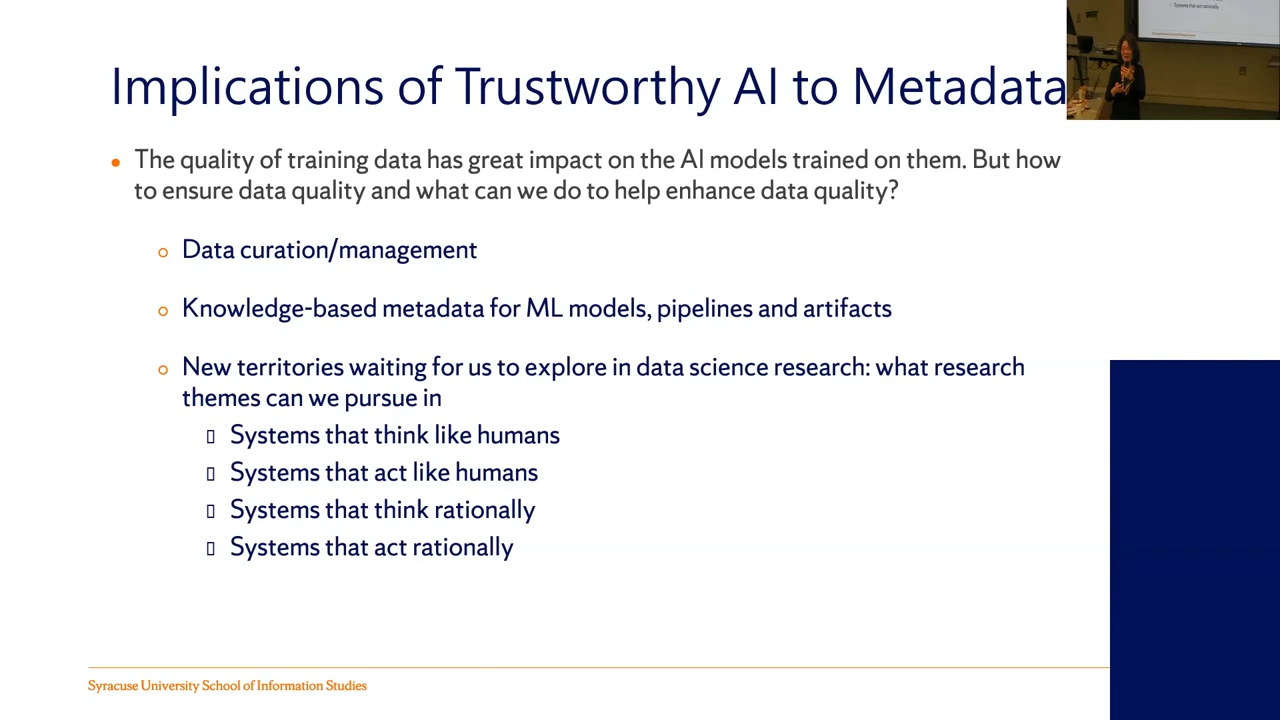 Implications of Trustworthy AI to Metadata
• The quality of training data has great impact on the AI models trained on them. But how
to ensure data quality and what can we do to help enhance data quality?
○ Data curation/management
○ Knowledge-based metadata for ML models, pipelines and artifacts
○ New territories waiting for us to explore in data science research: what research
themes can we pursue in
▯ Systems that think like humans
▯ Systems that act like humans
▯ Systems that think rationally
▯ Systems that act rationally
Syracuse University School of Information Studies
Systems that act rationally